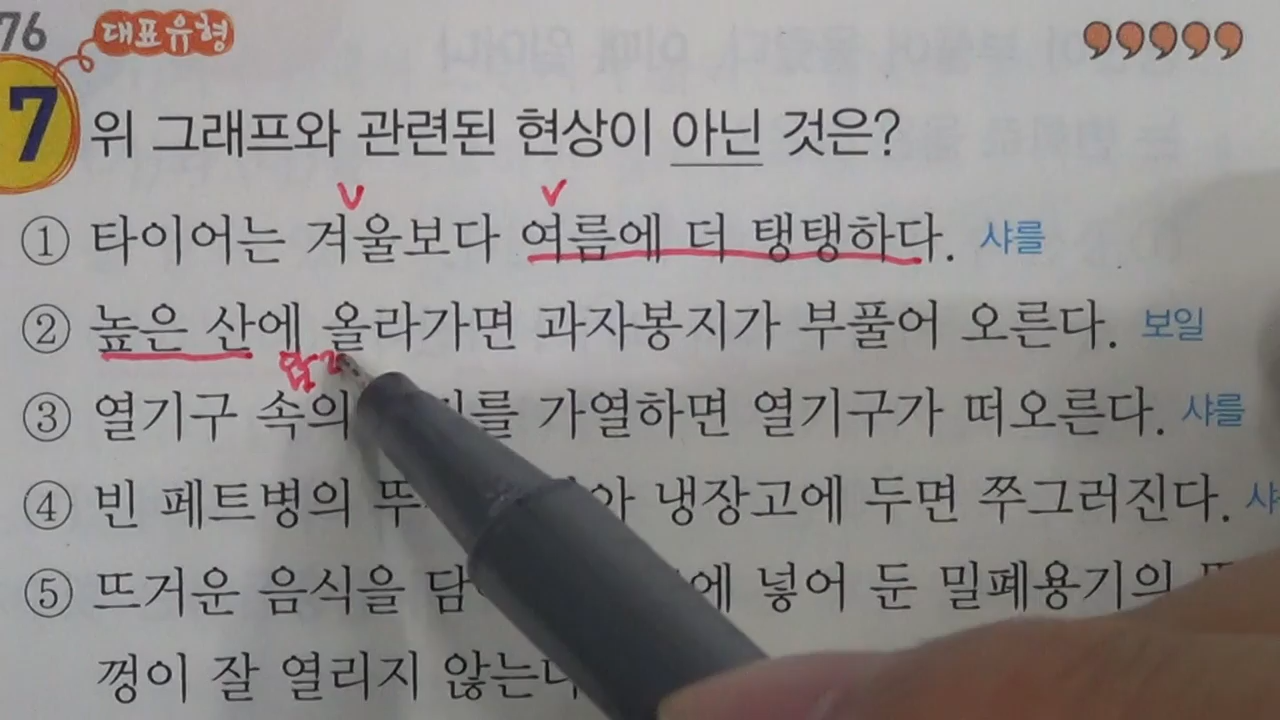 76 대표유형
7 위 그래프와 관련된 현상이 아닌 것은?
① 타이어는 겨울보다 여름에 더 탱탱하다. 샤를
② 높은 산에 올라가면 과자봉지가 부풀어 오른다. 보일
압
③ 열기구 속의 를 가열하면 열기구가 떠오른다. 샤를
④ 빈 페트병의 냉장고에 두면 쭈그러진다. 샤
⑤ 뜨거운 음식을 넣어 둔 밀폐용기의
껑이 잘 열리지 않는